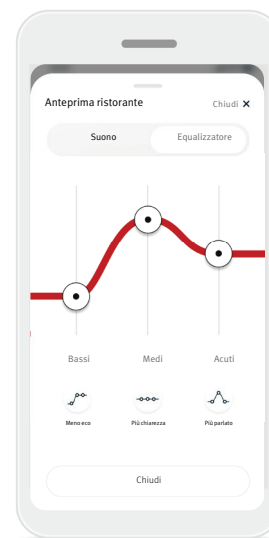 Anteprima ristorante
Chiudi ×
Suono
Equalizzatore
Bassi
Medi
Acuti
Meno eco
Più chiarezza
Più parlato
Chiudi